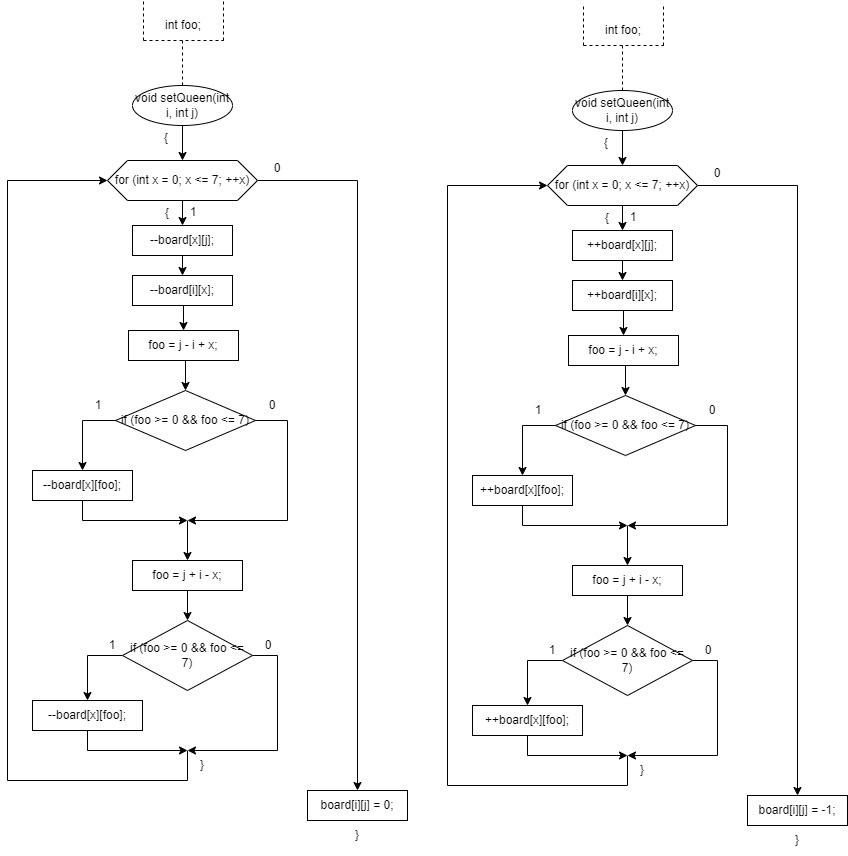 int foo;
void setQueen(int
i, int j)
{
for (int x = 0; x <= 7; ++x)
0
{
1
--board[x][j];
--board[i][x];
foo = j - i + x;
if (foo >= 0 && foo <= 7)
1
0
--board[x][foo];
foo = j + i - x;
if (foo >= 0 && foo <=
7)
1
0
--board[x][foo];
}
board[i][j] = 0;
}
int foo;
void setQueen(int
i, int j)
{
for (int x = 0; x <= 7; ++x)
0
{
1
++board[x][j];
++board[i][x];
foo = j - i + x;
if (foo >= 0 && foo <= 7)
1
0
++board[x][foo];
foo = j + i - x;
if (foo >= 0 && foo <=
7)
1
0
++board[x][foo];
}
board[i][j] = -1;
}